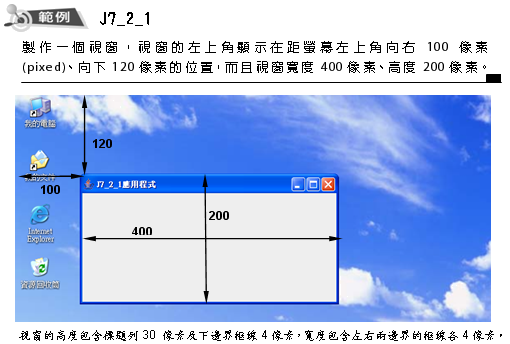 範例 J7_2_1
製作一個視窗，視窗的左上角顯示在距螢幕左上角向右 100 像素
(pixed)、向下 120 像素的位置，而且視窗寬度 400 像素、高度 200 像素。
我的電腦
120
我的文件
100
J7_2_1應用程式
200
400
Internet
Explorer
資源回收筒
視窗的高度包含標題列 30 像素及下邊界框線 4 像素，寬度包含左右兩邊界的框線各 4 像素，